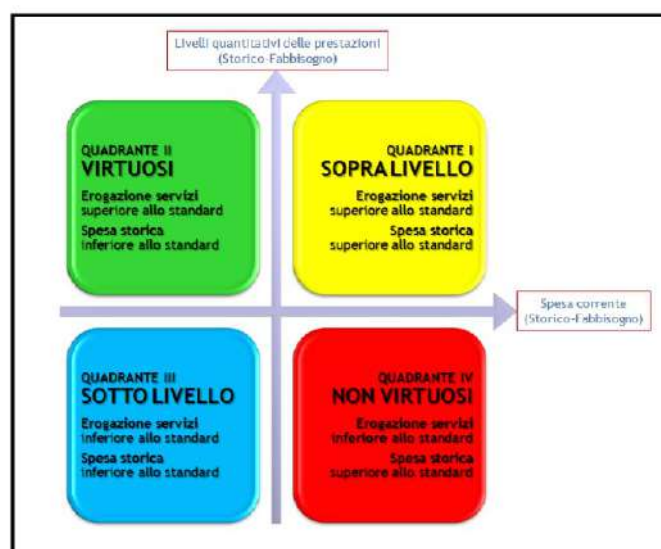 Livelli quantitativi delle prestazioni
(Storico-Fabbisogno)
QUADRANTE II
VIRTUOSI
Erogazione servizi
superiore allo standard
Spesa storica
inferiore allo standard
QUADRANTE I
SOPRA LIVELLO
Erogazione servizi
superiore allo standard
Spesa storica
superiore allo standard
Spesa corrente
(Storico-Fabbisogno)
QUADRANTE III
SOTTO LIVELLO
Erogazione servizi
inferiore allo standard
Spesa storica
inferiore allo standard
QUADRANTE IV
NON VIRTUOSI
Erogazione servizi
inferiore allo standard
Spesa storica
superiore allo standard